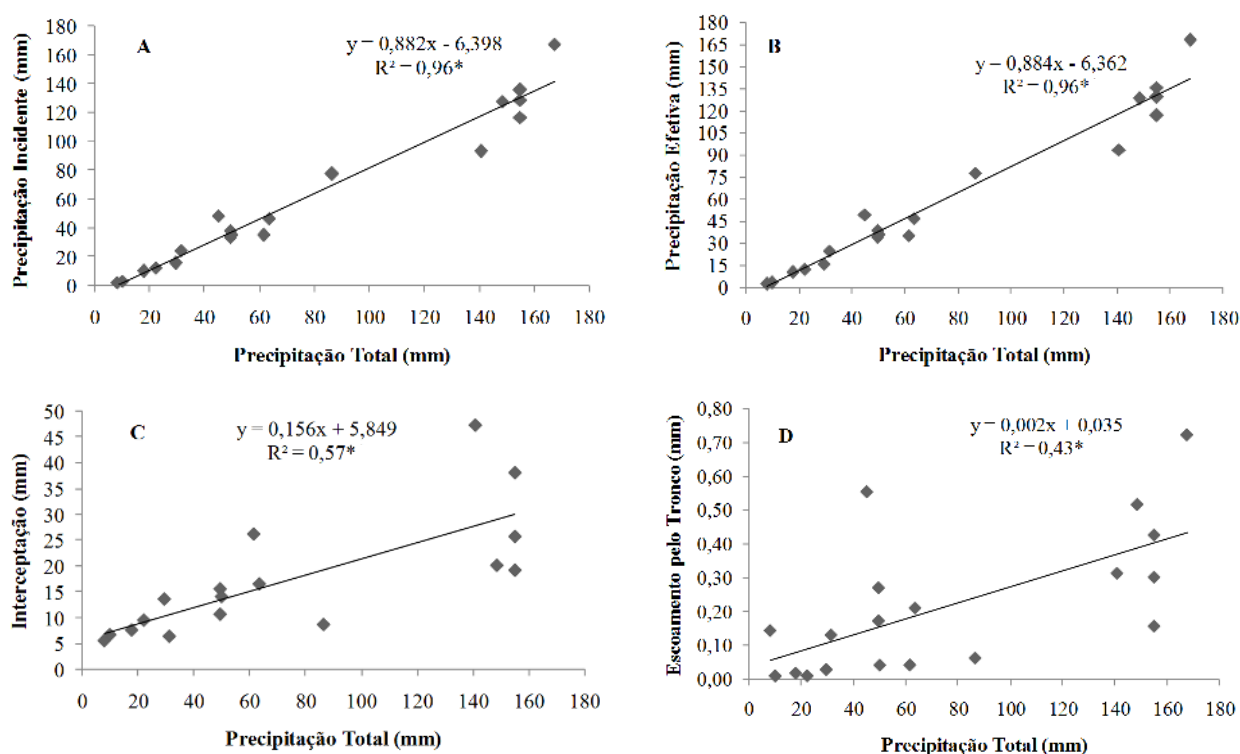 A
y = 0,882x - 6,398
R² = 0,96*
Precipitação Incidente (mm)
180
160
140
120
100
80
60
40
20
0
0 20 40 60 80 100 120 140 160 180
Precipitação Total (mm)
B
y = 0,884x - 6,362
R² = 0,96*
Precipitação Efetiva (mm)
180
165
150
135
120
105
90
75
60
45
30
15
0
0 20 40 60 80 100 120 140 160 180
Precipitação Total (mm)
C
y = 0,156x + 5,849
R² = 0,57*
Interceptação (mm)
50
45
40
35
30
25
20
15
10
5
0
0 20 40 60 80 100 120 140 160 180
Precipitação Total (mm)
D
y = 0,002x + 0,035
R² = 0,43*
Escoamento pelo Tronco (mm)
0,80
0,70
0,60
0,50
0,40
0,30
0,20
0,10
0,00
0 20 40 60 80 100 120 140 160 180
Precipitação Total (mm)